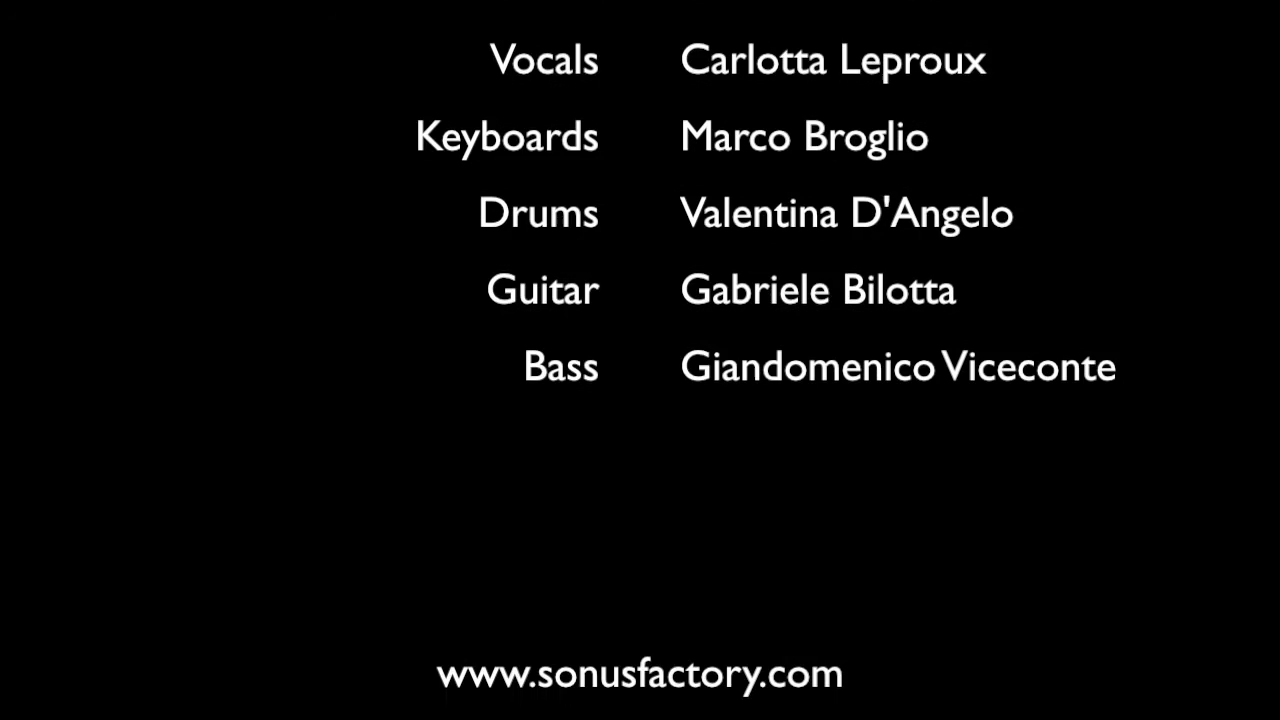 Vocals Carlotta Leproux
Keyboards Marco Broglio
Drums Valentina D'Angelo
Guitar Gabriele Bilotta
Bass Giandomenico Viceconte
www.sonusfactory.com